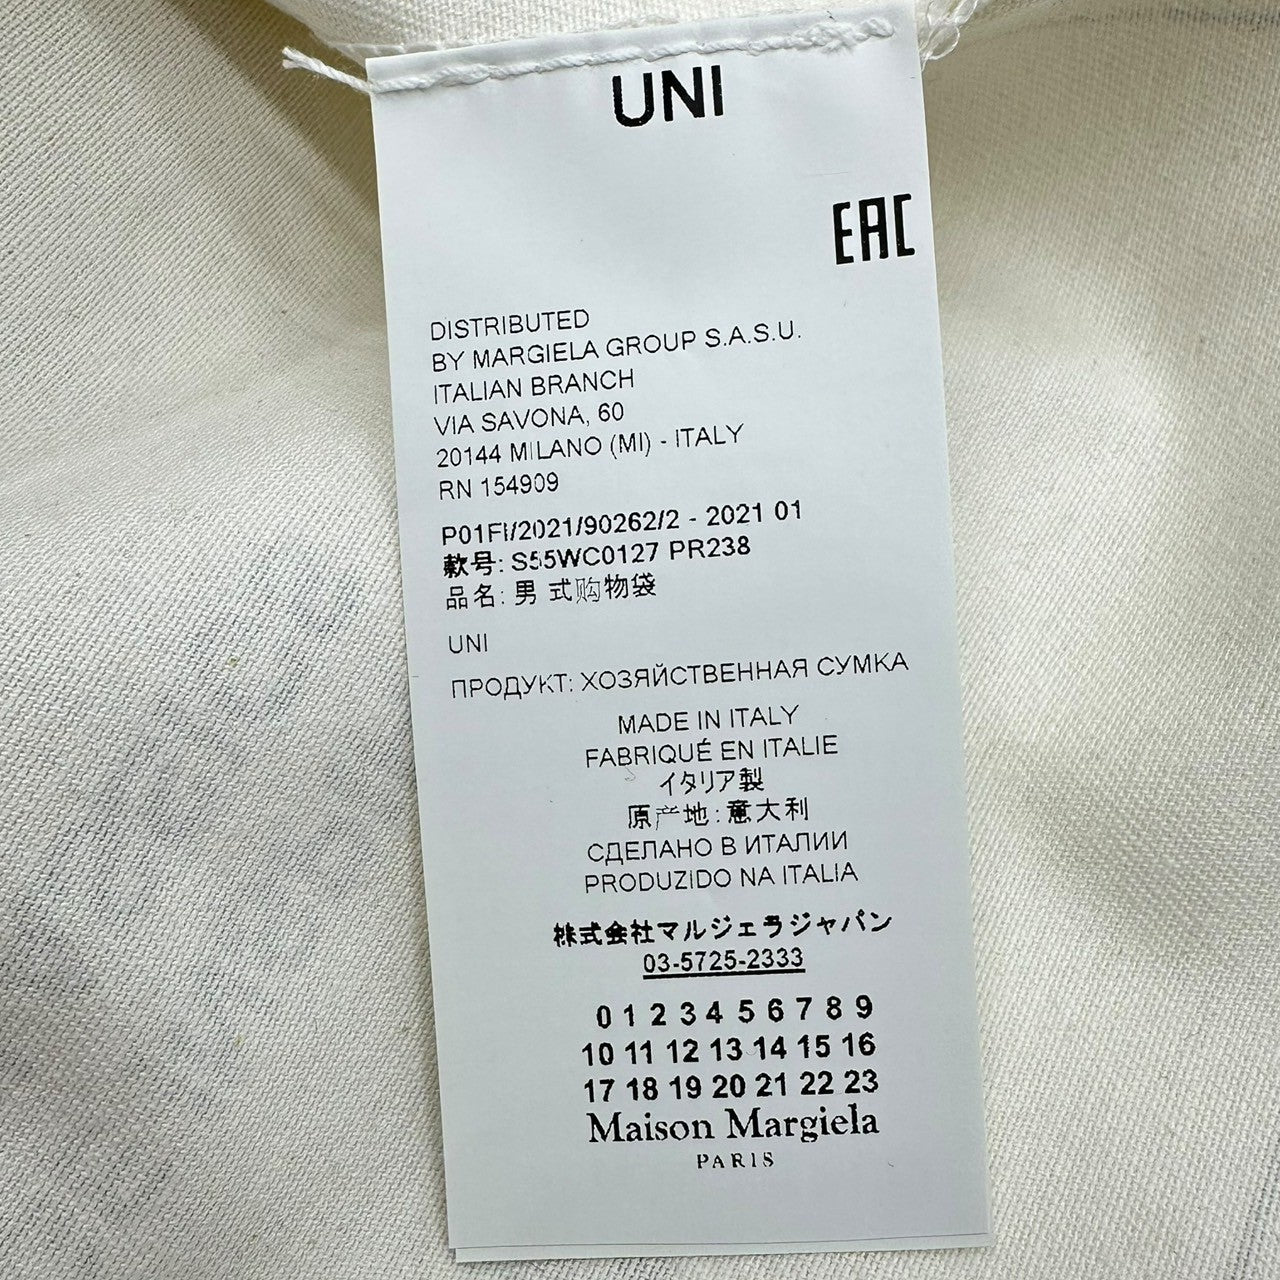 UNI
EAC
DISTRIBUTED
BY MARGIELA GROUP S.A.S.U.
ITALIAN BRANCH
VIA SAVONA, 60
20144 MILANO (MI) - ITALY
RN 154909
P01FI/2021/90262/2 - 2021 01
款号: S55WC0127 PR238
品名: 男 式购物袋
UNI
ПРОДУКТ: ХОЗЯЙСТВЕННАЯ СУМКА
MADE IN ITALY
FABRIQUÉ EN ITALIE
イタリア製
原产地: 意大利
СДЕЛАНО В ИТАЛИИ
PRODUZIDO NA ITALIA
株式会社マルジェラジャパン
03-5725-2333
0 1 2 3 4 5 6 7 8 9
10 11 12 13 14 15 16
17 18 19 20 21 22 23
Maison Margiela
PARIS